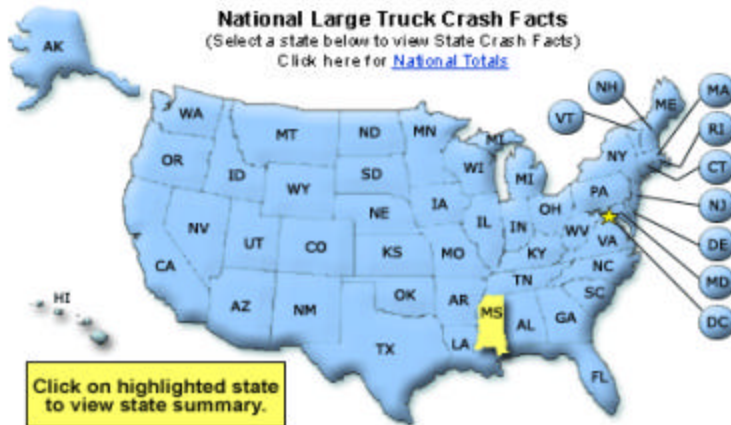 National Large Truck Crash Facts
(Select a state below to view State Crash Facts)
Click here for National Totals
AK
WA
MT
ND
MN
MI
NH
ME
MA
VT
RI
OR
ID
WY
SD
WI
MI
NY
CT
NV
UT
CO
NE
IA
IL
IN
OH
PA
NJ
CA
KS
MO
KY
WV
VA
DE
AZ
NM
OK
AR
TN
NC
MD
HI
TX
LA
MS
AL
GA
SC
DC
FL
Click on highlighted state
to view state summary.